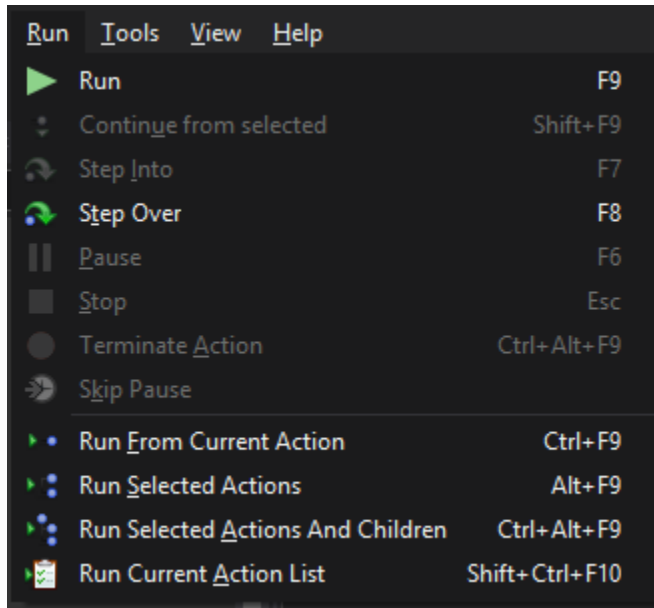 Run Tools View Help
Run F9
Continue from selected Shift+F9
Step Into F7
Step Over F8
Pause F6
Stop Esc
Terminate Action Ctrl+Alt+F9
Skip Pause
Run From Current Action Ctrl+F9
Run Selected Actions Alt+F9
Run Selected Actions And Children Ctrl+Alt+F9
Run Current Action List Shift+Ctrl+F10